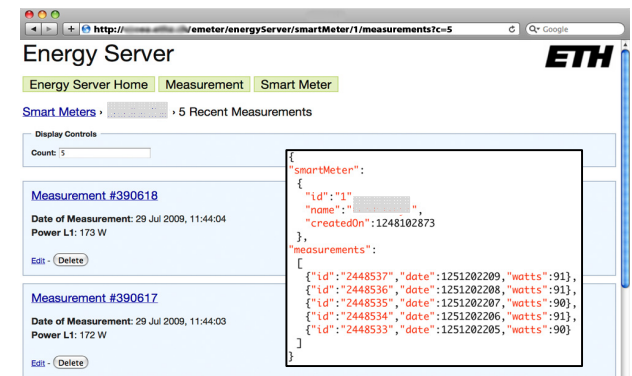 http:// /emeter/energyServer/smartMeter/1/measurements?c=5
Google
Energy Server
ETH
Energy Server Home Measurement Smart Meter
Smart Meters › › 5 Recent Measurements
Display Controls
Count: 5
Measurement #390618
Date of Measurement: 29 Jul 2009, 11:44:04
Power L1: 173 W
Edit - Delete
Measurement #390617
Date of Measurement: 29 Jul 2009, 11:44:03
Power L1: 172 W
Edit - Delete
{
"smartMeter":
{
"id":"1"
"name":" ",
"createdOn":1248102873
},
"measurements":
[
{"id":"2448537","date":1251202209,"watts":91},
{"id":"2448536","date":1251202208,"watts":91},
{"id":"2448535","date":1251202207,"watts":90},
{"id":"2448534","date":1251202206,"watts":91},
{"id":"2448533","date":1251202205,"watts":90}
]
}